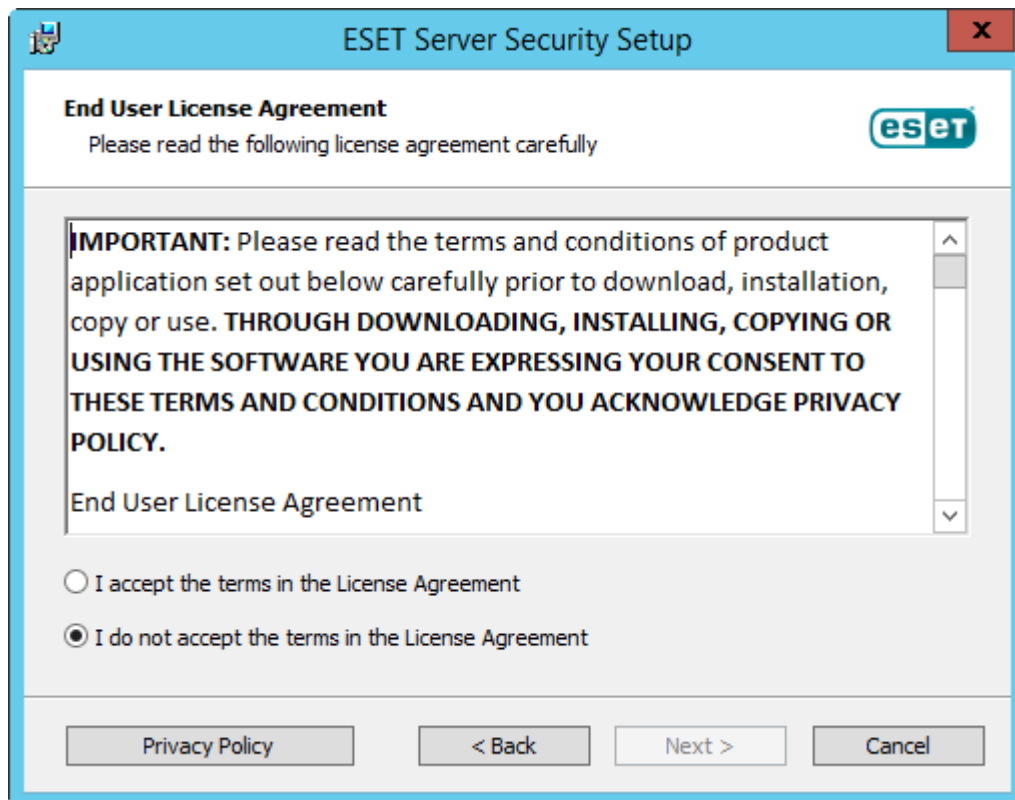 ESET Server Security Setup
x
End User License Agreement
Please read the following license agreement carefully
eset
IMPORTANT: Please read the terms and conditions of product
application set out below carefully prior to download, installation,
copy or use. THROUGH DOWNLOADING, INSTALLING, COPYING OR
USING THE SOFTWARE YOU ARE EXPRESSING YOUR CONSENT TO
THESE TERMS AND CONDITIONS AND YOU ACKNOWLEDGE PRIVACY
POLICY.
End User License Agreement
I accept the terms in the License Agreement
I do not accept the terms in the License Agreement
Privacy Policy
< Back
Next >
Cancel